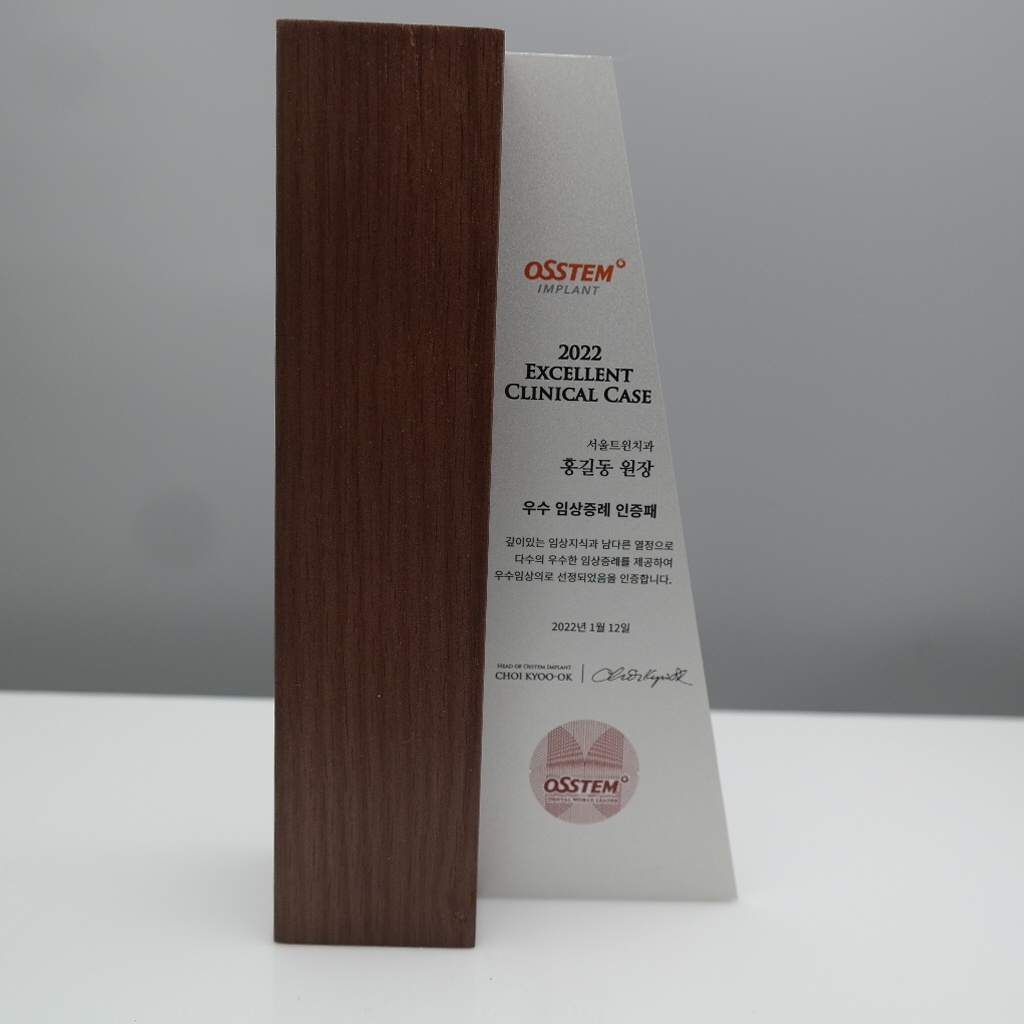 OSSTEM
IMPLANT
2022
EXCELLENT
CLINICAL CASE
서울트윈치과
홍길동 원장
우수 임상증례 인증패
깊이있는 임상지식과 남다른 열정으로
다수의 우수한 임상증례를 제공하여
우수임상의로 선정되었음을 인증합니다.
2022년 1월 12일
HEAD OF OSSTEM IMPLANT
CHOI KYOO-OK
OSSTEM
DENTAL WORLD LEADER